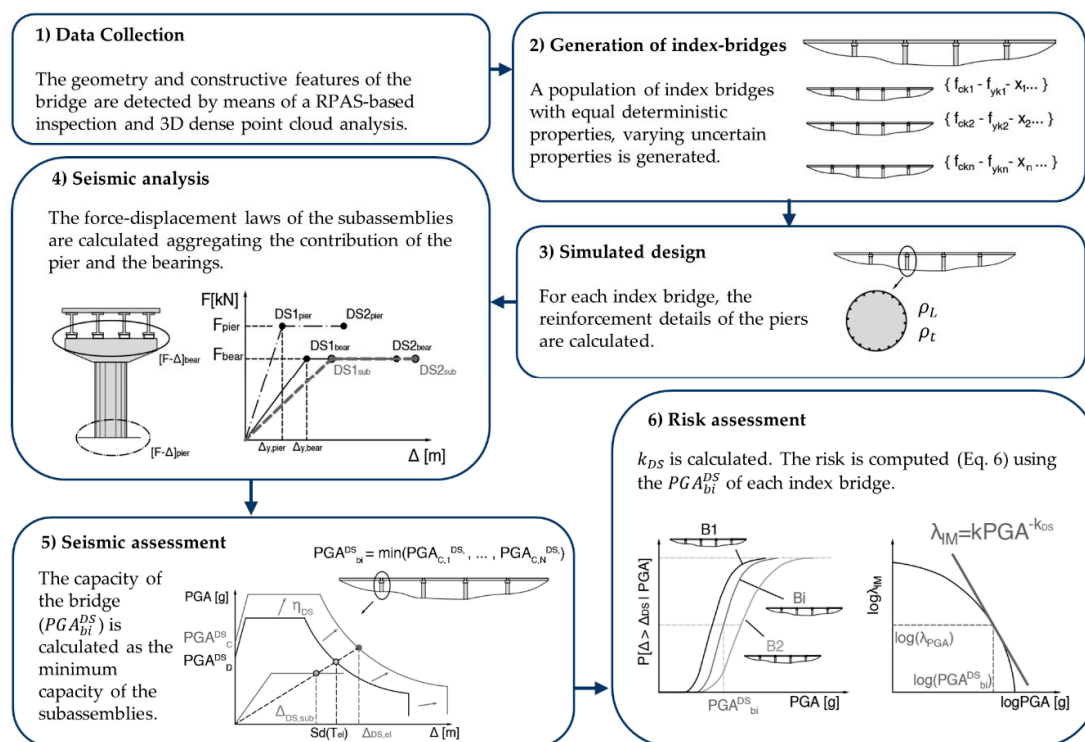 1) Data Collection
The geometry and constructive features of the
bridge are detected by means of a RPAS-based
inspection and 3D dense point cloud analysis.
2) Generation of index-bridges
A population of index bridges
with equal deterministic
properties, varying uncertain
properties is generated.
{ fck1 - fyk1 - x1... }
{ fck2 - fyk2 - x2... }
{ fckn - fykn - xn ... }
3) Simulated design
For each index bridge, the
reinforcement details of the piers
are calculated.
ρL
ρt
4) Seismic analysis
The force-displacement laws of the subassemblies
are calculated aggregating the contribution of the
pier and the bearings.
[F-Δ]bear
[F-Δ]pier
F[kN]
Fpier
Fbear
DS1pier
DS2pier
DS1bear
DS2bear
DS1sub
DS2sub
Δy,pier
Δy,bear
Δ [m]
5) Seismic assessment
The capacity of
the bridge
(PGA_bi^DS) is
calculated as the
minimum
capacity of the
subassemblies.
PGA^DS_bi = min(PGA_C,1^DS, , ... , PGA_C,N^DS,)
PGA [g]
PGA^DS_C
PGA^DS_D
ηDS
ΔDS,sub
Sd(Tel)
ΔDS,el
Δ [m]
6) Risk assessment
kDS is calculated. The risk is computed (Eq. 6) using
the PGA_bi^DS of each index bridge.
P[Δ > ΔDS | PGA]
B1
Bi
B2
PGA^DS_bi
PGA [g]
λIM=kPGA^-kDS
logλIM
log(λPGA)
log(PGA^DS_bi)
logPGA [g]